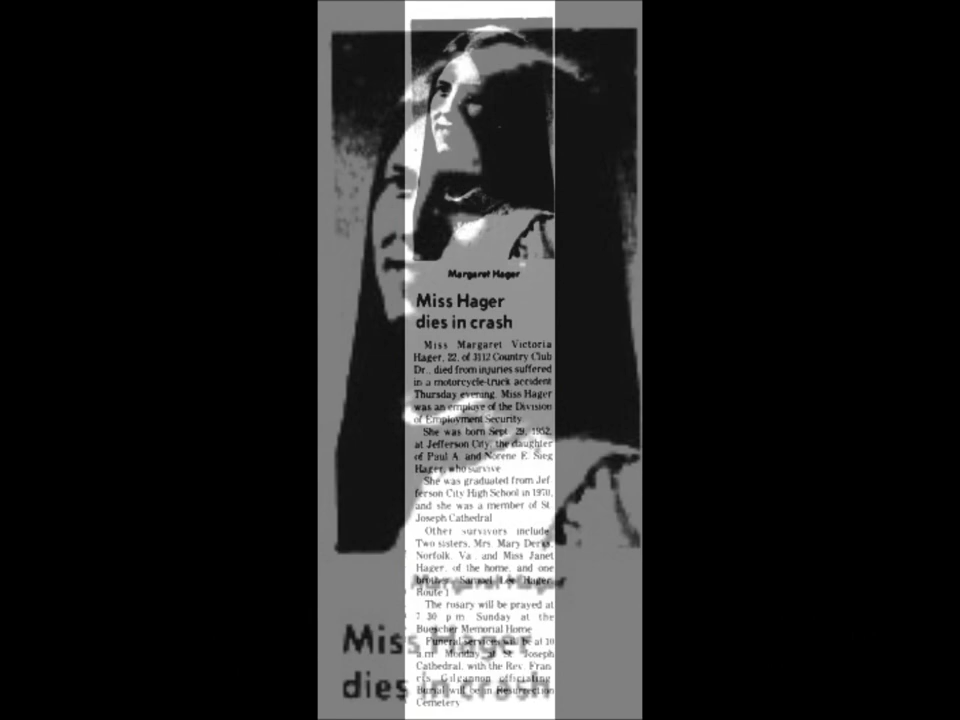 Margaret Hager
Miss Hager
dies in crash
Miss Margaret Victoria
Hager, 22, of 3112 Country Club
Dr., died from injuries suffered
in a motorcycle-truck accident
Thursday evening. Miss Hager
was an employe of the Division
of Employment Security.
She was born Sept. 29, 1952,
at Jefferson City, the daughter
of Paul A. and Norene E. Sieg
Hager, who survive.
She was graduated from Jef
ferson City High School in 1970,
and she was a member of St.
Joseph Cathedral
Other survivors include
Two sisters, Mrs. Mary Derks,
Norfolk, Va., and Miss Janet
Hager, of the home, and one
brother, Samuel Lee Hager,
Route 1
The rosary will be prayed at
7:30 p.m. Sunday at the
Buescher Memorial Home
Funeral services will be at 10
a.m. Monday at St. Joseph
Cathedral, with the Rev. Fran
cis Gilgannon officiating.
Burial will be in Resurrection
Cemetery
Margaret Hager
Miss Hager
dies in crash